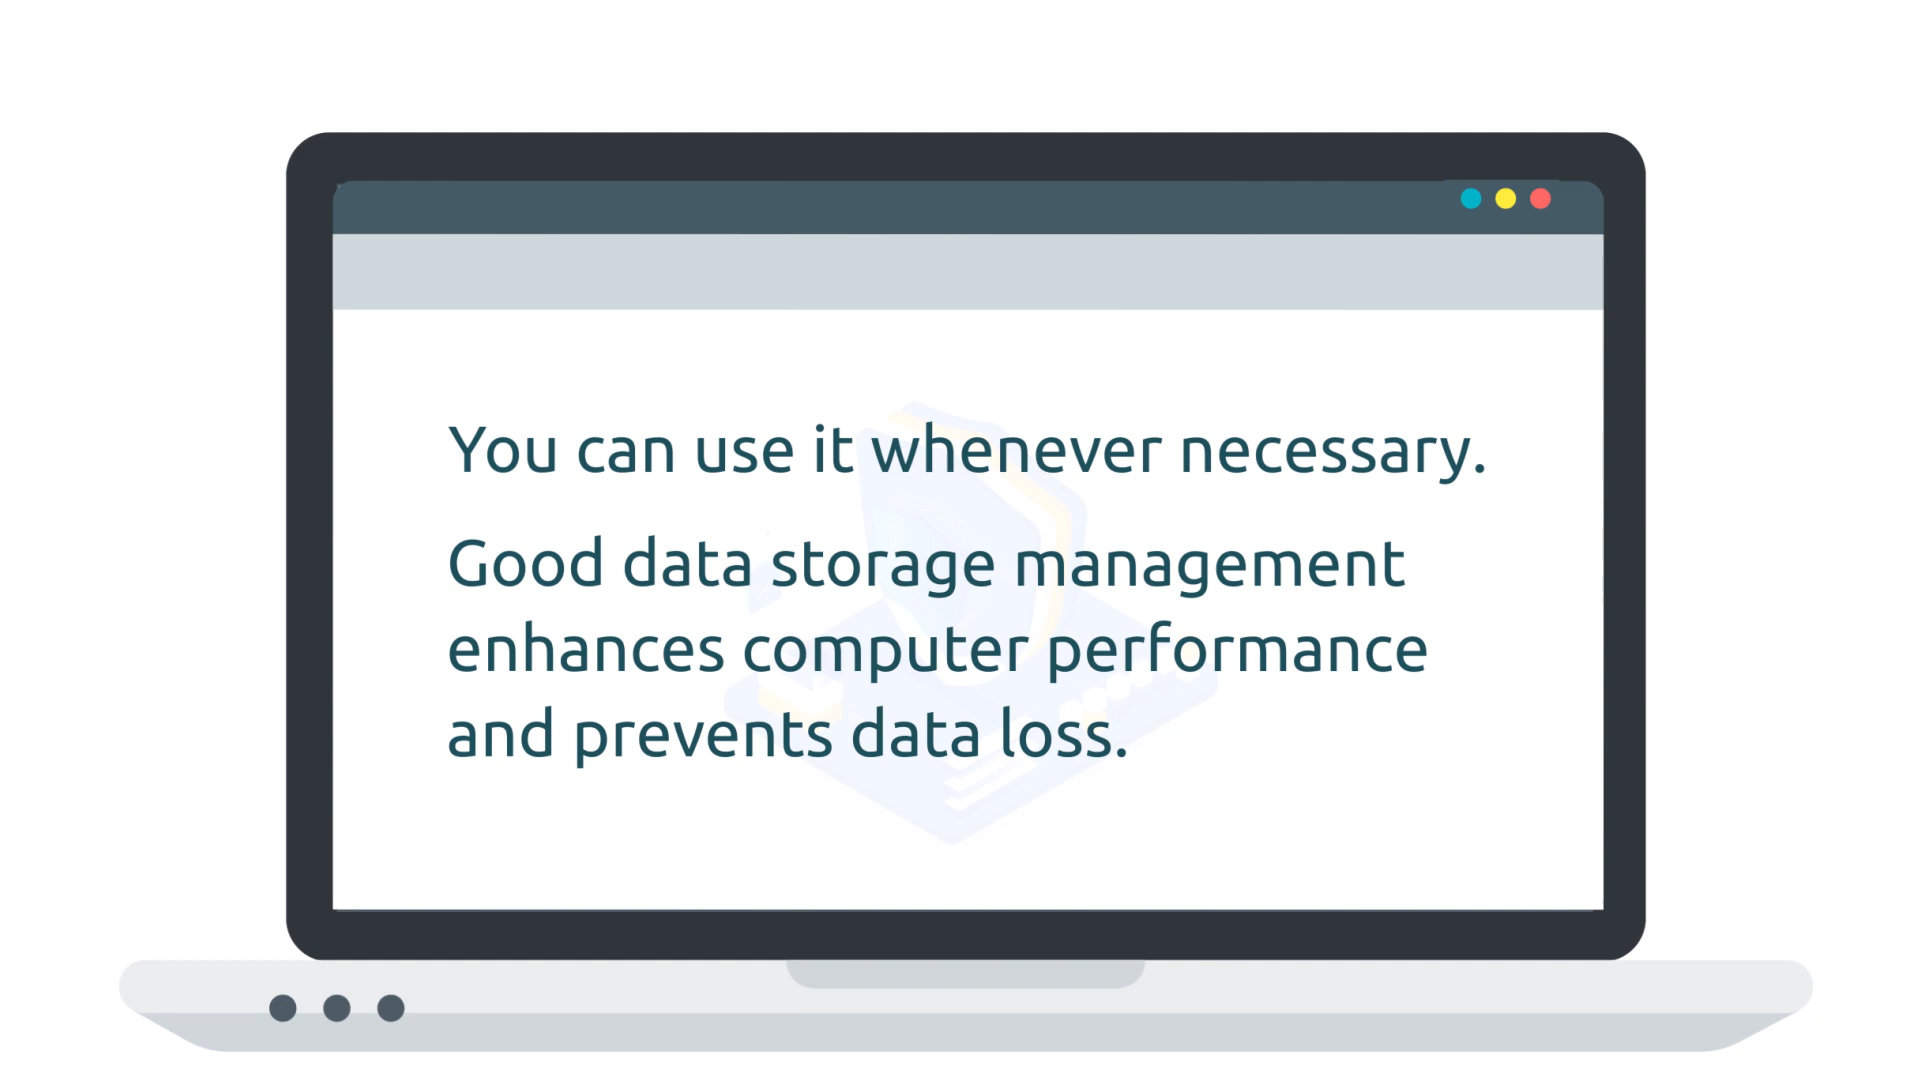 You can use it whenever necessary.
Good data storage management
enhances computer performance
and prevents data loss.